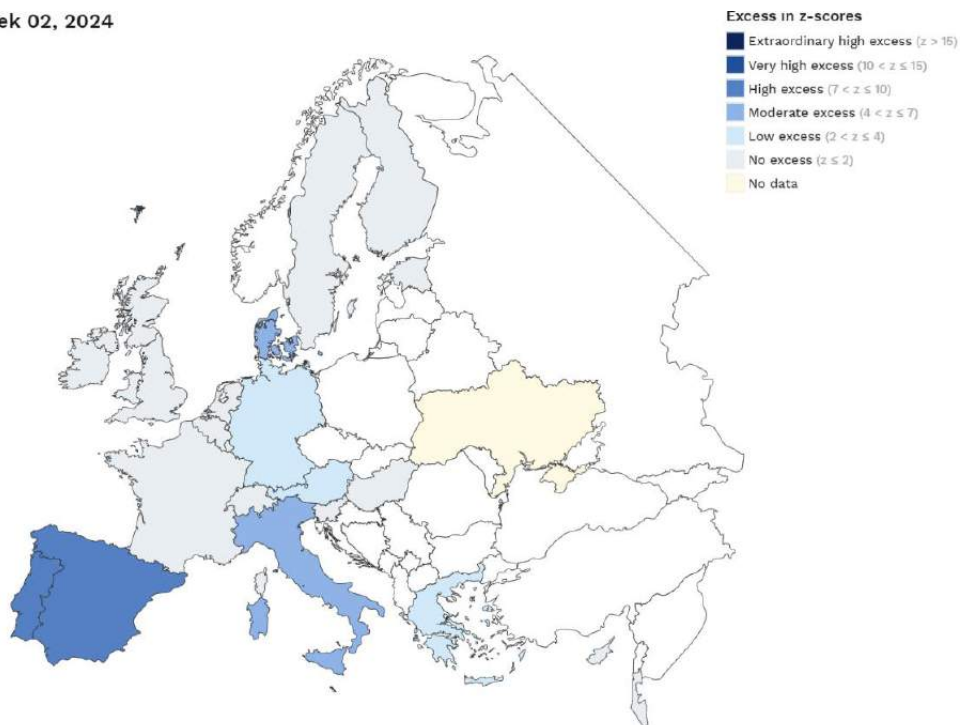 ek 02, 2024
Excess in z-scores
Extraordinary high excess (z > 15)
Very high excess (10 < z ≤ 15)
High excess (7 < z ≤ 10)
Moderate excess (4 < z ≤ 7)
Low excess (2 < z ≤ 4)
No excess (z ≤ 2)
No data